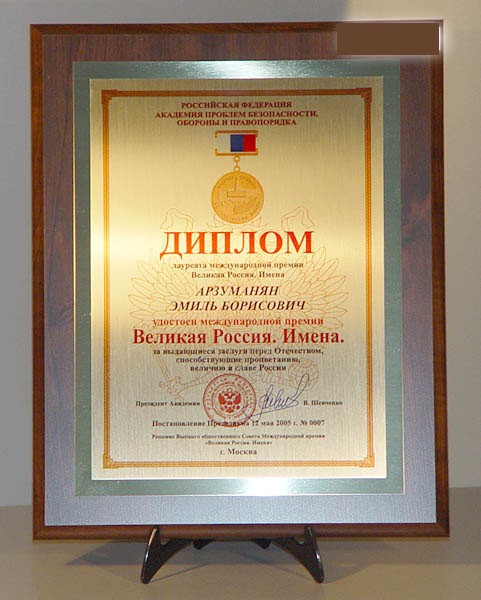 РОССИЙСКАЯ ФЕДЕРАЦИЯ
АКАДЕМИЯ ПРОБЛЕМ БЕЗОПАСНОСТИ,
ОБОРОНЫ И ПРАВОПОРЯДКА
ДИПЛОМ
лауреата международной премии
Великая Россия. Имена
АРЗУМАНЯН
ЭМИЛЬ БОРИСОВИЧ
удостоен международной премии
Великая Россия. Имена.
за выдающиеся заслуги перед Отечеством,
способствующие процветанию,
величию и славе России
Президент Академии В. Шевченко
Постановление Президиума 12 мая 2005 г. № 0007
Решение Высшего общественного Совета Международной премии
«Великая Россия. Имена»
г. Москва